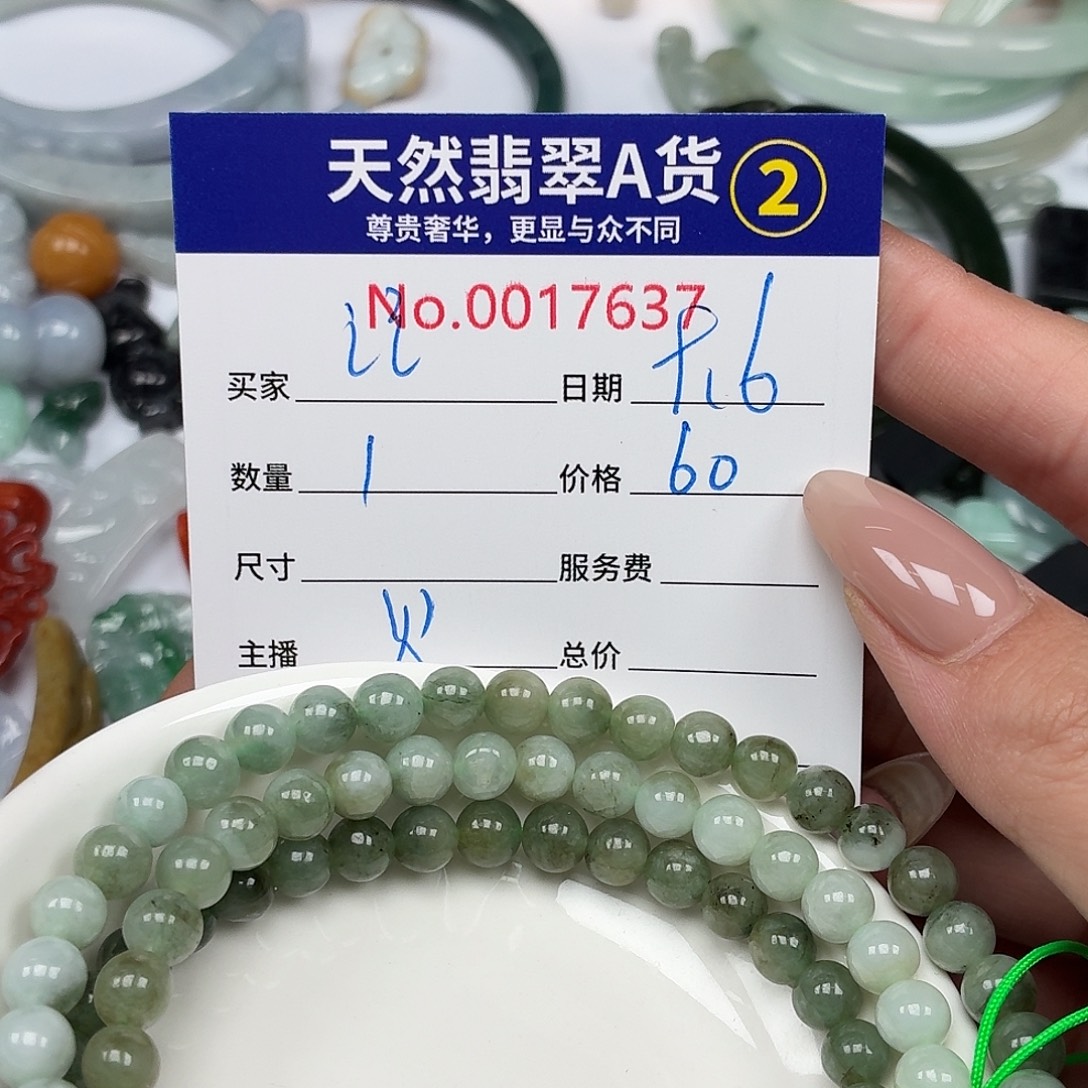 天然翡翠A货 2
尊贵奢华，更显与众不同
No.0017637
买家 日期
数量 1 价格 60
尺寸 服务费
主播 总价